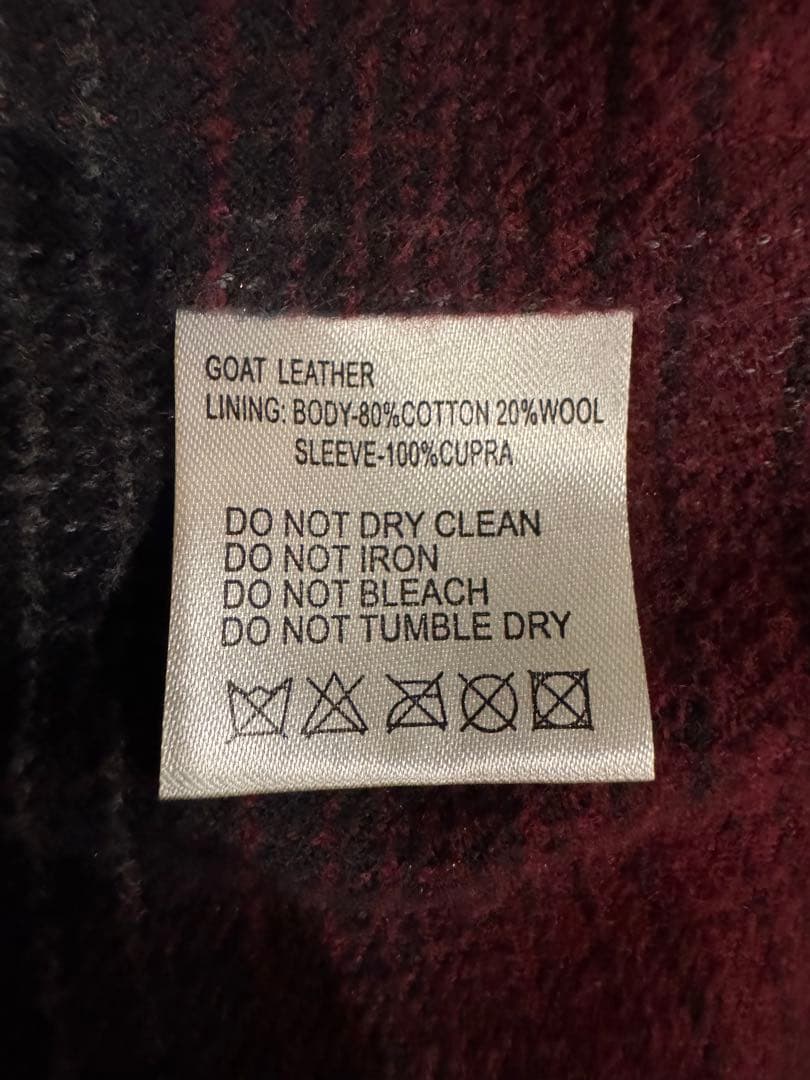 GOAT LEATHER
LINING: BODY-80%COTTON 20%WOOL
SLEEVE-100%CUPRA
DO NOT DRY CLEAN
DO NOT IRON
DO NOT BLEACH
DO NOT TUMBLE DRY